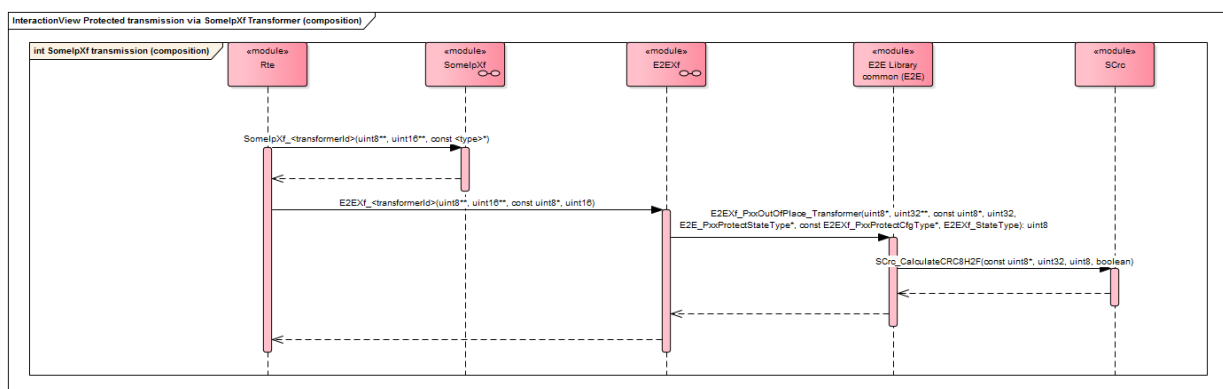 InteractionView Protected transmission via SomeIpXf Transformer (composition)
int SomeIpXf transmission (composition)
«module»
Rte
«module»
SomeIpXf
«module»
E2EXf
«module»
E2E Library
common (E2E)
«module»
SCrc
SomeIpXf_<transformerId>(uint8**, uint16**, const <type>*)
E2EXf_<transformerId>(uint8**, uint16**, const uint8*, uint16)
E2EXf_PxxOutOfPlace_Transformer(uint8*, uint32**, const uint8*, uint32,
E2E_PxxProtectStateType*, const E2EXf_PxxProtectCfgType*, E2EXf_StateType): uint8
SCrc_CalculateCRC8H2F(const uint8*, uint32, uint8, boolean)